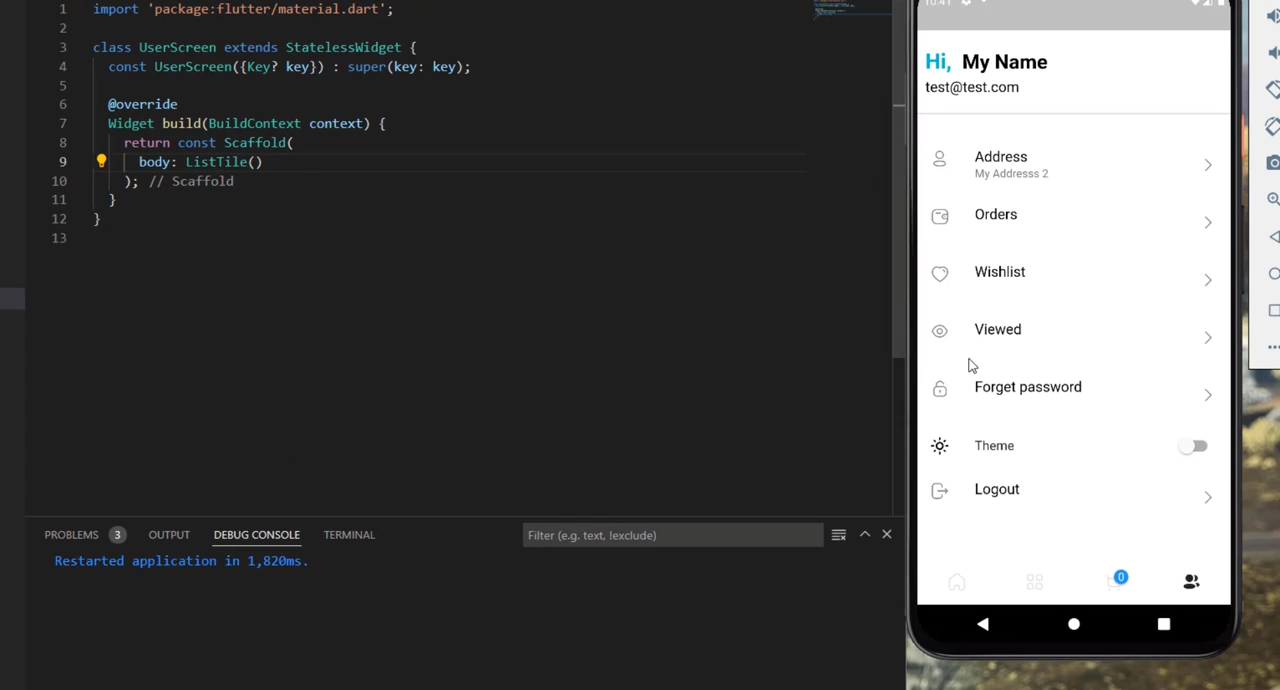 1 import 'package:flutter/material.dart';
2
3 class UserScreen extends StatelessWidget {
4 const UserScreen({Key? key}) : super(key: key);
5
6 @override
7 Widget build(BuildContext context) {
8 return const Scaffold(
9 body: ListTile()
10 ); // Scaffold
11 }
12 }
13
PROBLEMS 3 OUTPUT DEBUG CONSOLE TERMINAL
Filter (e.g. text, !exclude)
Restarted application in 1,820ms.
10:41
Hi, My Name
test@test.com
Address
My Addresss 2
Orders
Wishlist
Viewed
Forget password
Theme
Logout
0